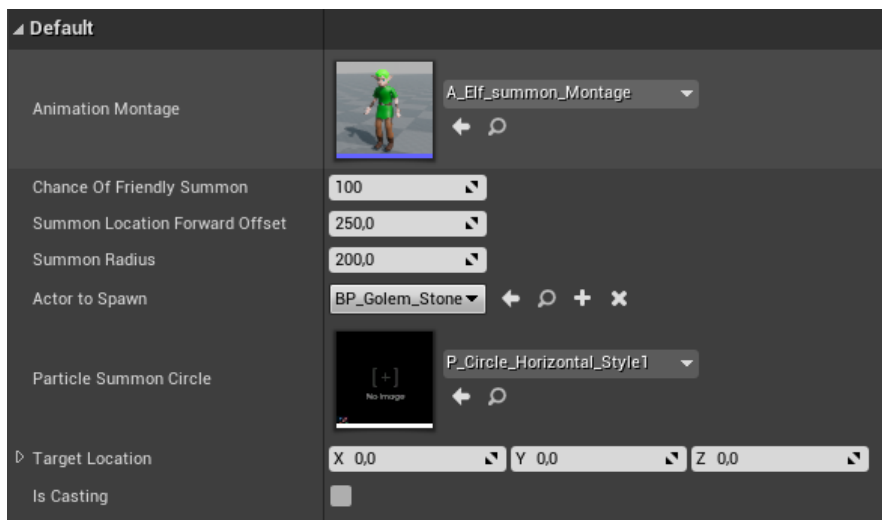 Default
Animation Montage
A_Elf_summon_Montage
Chance Of Friendly Summon 100
Summon Location Forward Offset 250,0
Summon Radius 200,0
Actor to Spawn BP_Golem_Stone
Particle Summon Circle
[+]
No Image
P_Circle_Horizontal_Style1
Target Location X 0,0 Y 0,0 Z 0,0
Is Casting